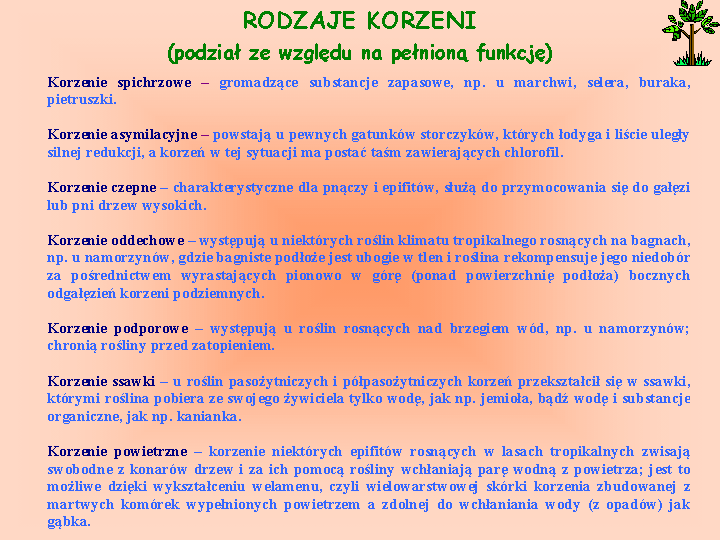 RODZAJE KORZENI
(podział ze względu na pełnioną funkcję)
Korzenie spichrzowe – gromadzące substancje zapasowe, np. u marchwi, selera, buraka,
pietruszki.
Korzenie asymilacyjne – powstają u pewnych gatunków storczyków, których łodyga i liście uległy
silnej redukcji, a korzeń w tej sytuacji ma postać taśm zawierających chlorofil.
Korzenie czepne – charakterystyczne dla pnączy i epifitów, służą do przymocowania się do gałęzi
lub pni drzew wysokich.
Korzenie oddechowe – występują u niektórych roślin klimatu tropikalnego rosnących na bagnach,
np. u namorzynów, gdzie bagniste podłoże jest ubogie w tlen i roślina rekompensuje jego niedobór
za pośrednictwem wyrastających pionowo w górę (ponad powierzchnię podłoża) bocznych
odgałęzień korzeni podziemnych.
Korzenie podporowe – występują u roślin rosnących nad brzegiem wód, np. u namorzynów;
chronią rośliny przed zatopieniem.
Korzenie ssawki – u roślin pasożytniczych i półpasożytniczych korzeń przekształcił się w ssawki,
którymi roślina pobiera ze swojego żywiciela tylko wodę, jak np. jemioła, bądź wodę i substancje
organiczne, jak np. kanianka.
Korzenie powietrzne – korzenie niektórych epifitów rosnących w lasach tropikalnych zwisają
swobodne z konarów drzew i za ich pomocą rośliny wchłaniają parę wodną z powietrza; jest to
możliwe dzięki wykształceniu welamenu, czyli wielowarstwowej skórki korzenia zbudowanej z
martwych komórek wypełnionych powietrzem a zdolnej do wchłaniania wody (z opadów) jak
gąbka.